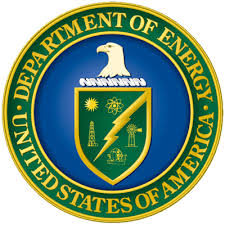 DEPARTMENT OF ENERGY
UNITED STATES OF AMERICA